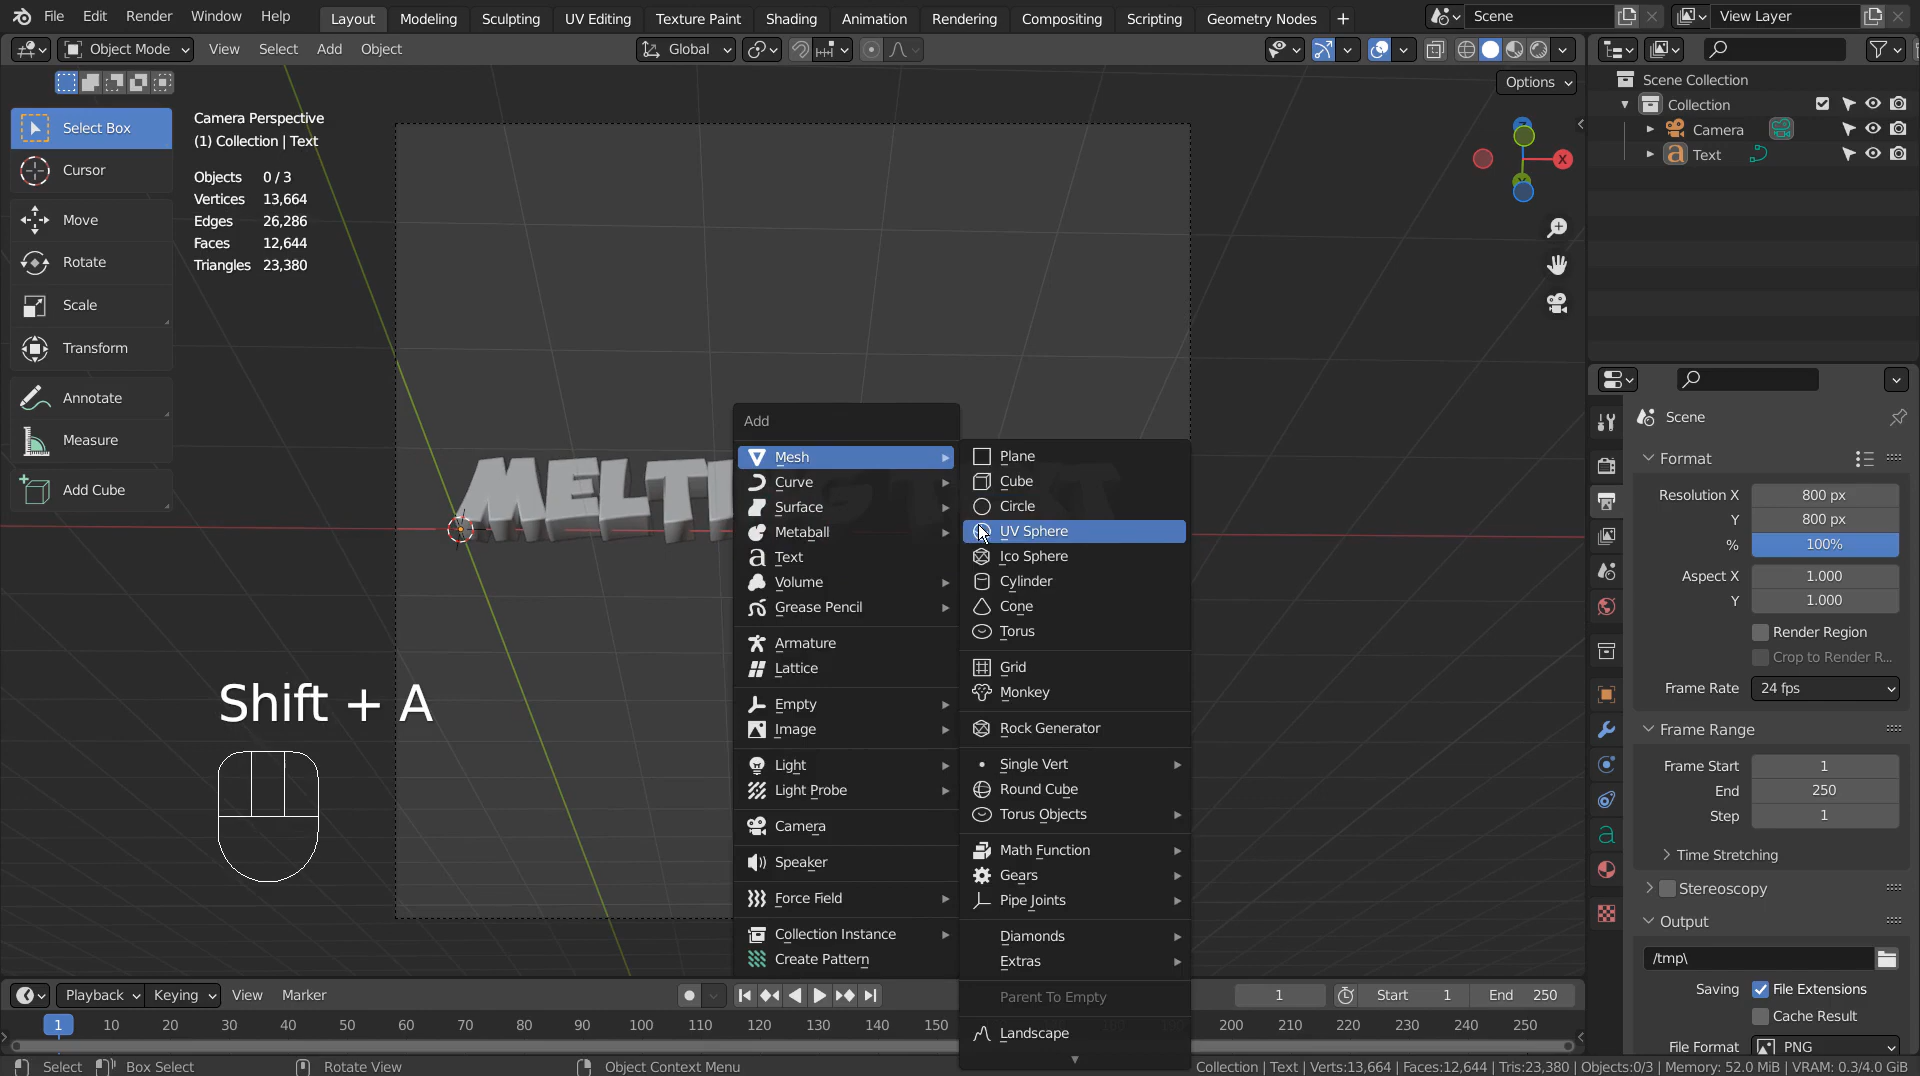 File Edit Render Window Help Layout Modeling Sculpting UV Editing Texture Paint Shading Animation Rendering Compositing Scripting Geometry Nodes + Scene View Layer
Object Mode View Select Add Object Global
Options
Select Box
Cursor
Move
Rotate
Scale
Transform
Annotate
Measure
Add Cube
Camera Perspective
(1) Collection | Text
Objects 0 / 3
Vertices 13,664
Edges 26,286
Faces 12,644
Triangles 23,380
X
MELTI
Shift + A
Add
Mesh
Curve
Surface
Metaball
Text
Volume
Grease Pencil
Armature
Lattice
Empty
Image
Light
Light Probe
Camera
Speaker
Force Field
Collection Instance
Create Pattern
Plane
Cube
Circle
UV Sphere
Ico Sphere
Cylinder
Cone
Torus
Grid
Monkey
Rock Generator
Single Vert
Round Cube
Torus Objects
Math Function
Gears
Pipe Joints
Diamonds
Extras
Parent To Empty
Landscape
Scene Collection
Collection
Camera
Text
Scene
Format
Resolution X 800 px
Y 800 px
% 100%
Aspect X 1.000
Y 1.000
Render Region
Crop to Render R...
Frame Rate 24 fps
Frame Range
Frame Start 1
End 250
Step 1
Time Stretching
Stereoscopy
Output
/tmp\
Saving File Extensions
Cache Result
File Format PNG
Playback Keying View Marker 1 Start 1 End 250
1 10 20 30 40 50 60 70 80 90 100 110 120 130 140 150 200 210 220 230 240 250
Select Box Select Rotate View Object Context Menu Collection | Text | Verts:13,664 | Faces:12,644 | Tris:23,380 | Objects:0/3 | Memory: 52.0 MiB | VRAM: 0.3/4.0 GiB